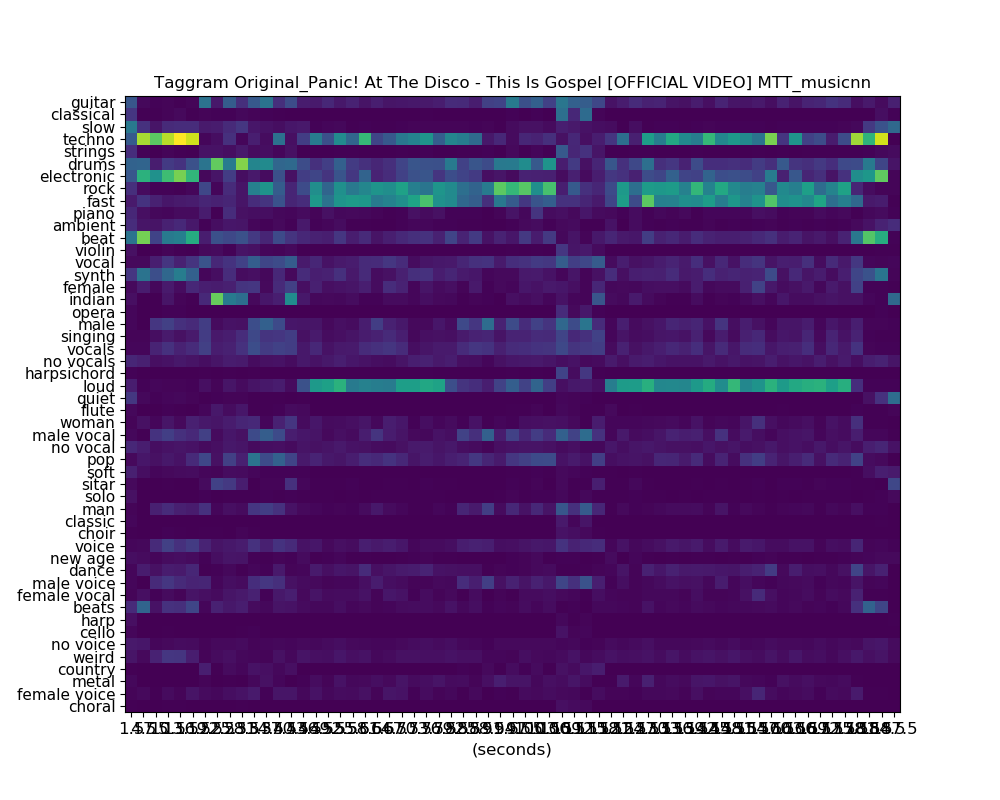 Taggram Original_Panic! At The Disco - This Is Gospel [OFFICIAL VIDEO] MTT_musicnn
guitar
classical
slow
techno
strings
drums
electronic
rock
fast
piano
ambient
beat
violin
vocal
synth
female
indian
opera
male
singing
vocals
no vocals
harpsichord
loud
quiet
flute
woman
male vocal
no vocal
pop
soft
sitar
solo
man
classic
choir
voice
new age
dance
male voice
female vocal
beats
harp
cello
no voice
weird
country
metal
female voice
choral
(seconds)